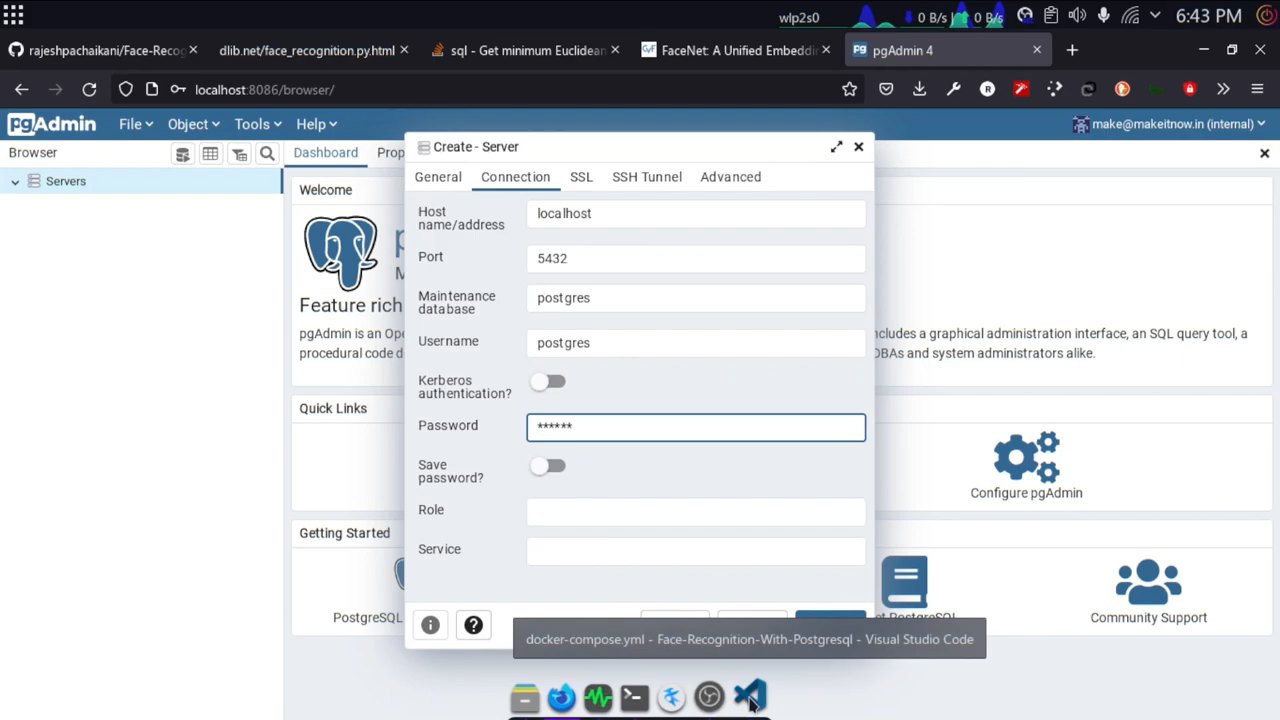 wlp2s0 0 B/s 0 B/s 6:43 PM
rajeshpachaikani/Face-Recog dlib.net/face_recognition.py.html sql - Get minimum Euclidean FaceNet: A Unified Embeddin pgAdmin 4
localhost:8086/browser/
pgAdmin File Object Tools Help make@makeitnow.in (internal)
Browser Dashboard Prop
Servers
Welcome
Feature rich
pgAdmin is an Op
procedural code d
ncludes a graphical administration interface, an SQL query tool, a
DBAs and system administrators alike.
Quick Links
Configure pgAdmin
Getting Started
PostgreSQL
PostgreSQL
Community Support
Create - Server
General Connection SSL SSH Tunnel Advanced
Host
name/address
localhost
Port 5432
Maintenance
database
postgres
Username postgres
Kerberos
authentication?
Password ******
Save
password?
Role
Service
docker-compose.yml - Face-Recognition-With-Postgresql - Visual Studio Code